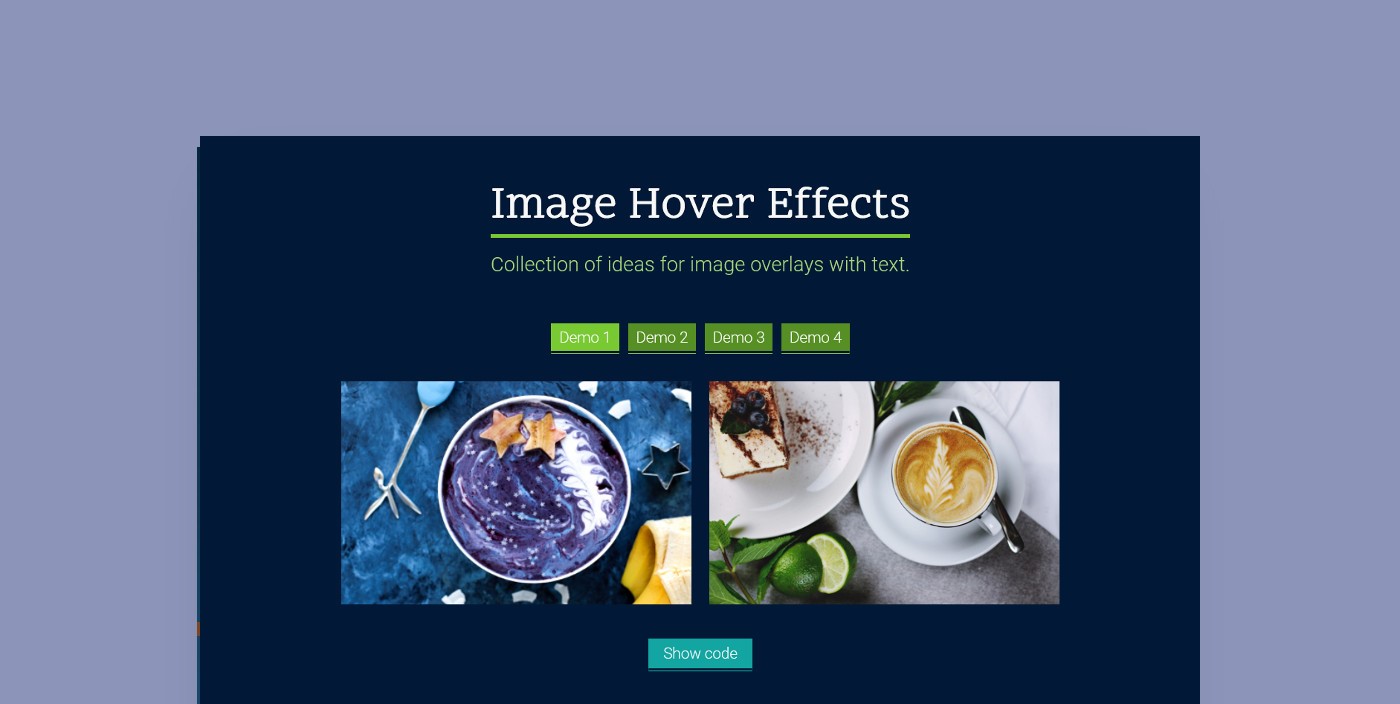 Image Hover Effects
Collection of ideas for image overlays with text.
Demo 1 Demo 2 Demo 3 Demo 4
Show code